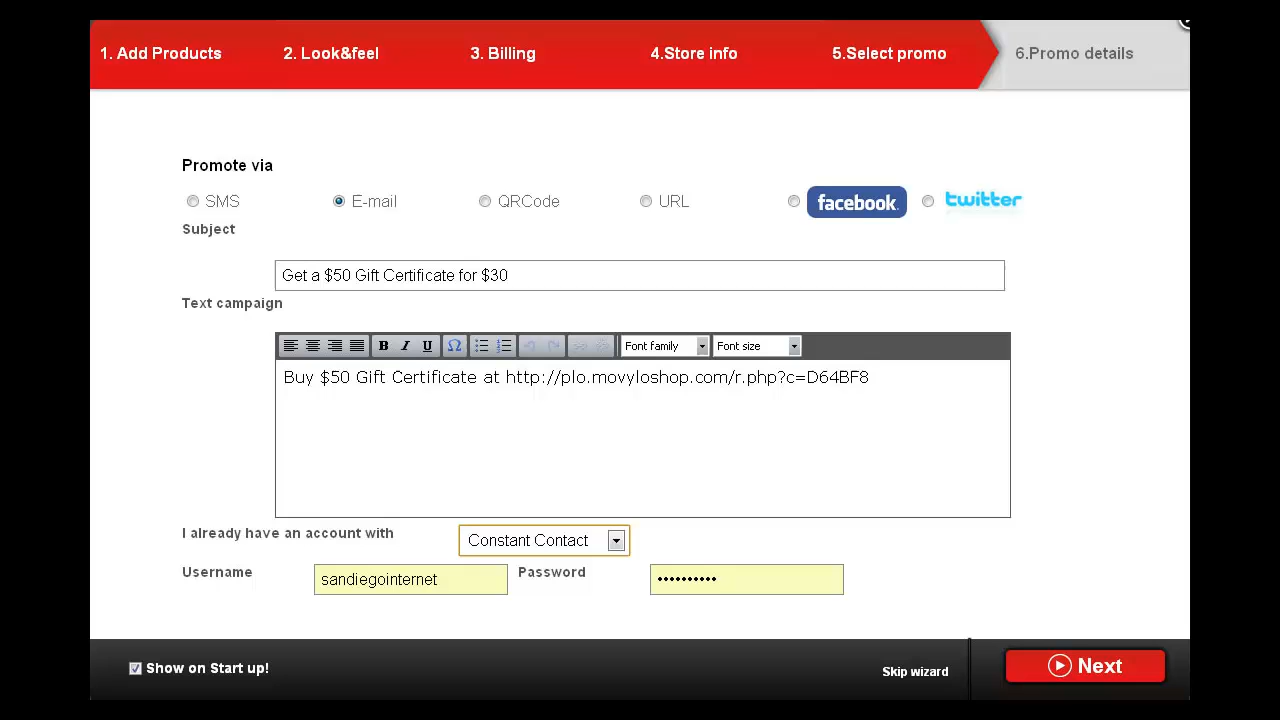 1. Add Products 2. Look&feel 3. Billing 4.Store info 5.Select promo 6.Promo details
Promote via
SMS E-mail QRCode URL facebook. twitter
Subject
Get a $50 Gift Certificate for $30
Text campaign
B I U Ω Font family Font size
Buy $50 Gift Certificate at http://plo.movyloshop.com/r.php?c=D64BF8
I already have an account with Constant Contact
Username sandiegointernet Password ••••••••••
Show on Start up! Skip wizard Next